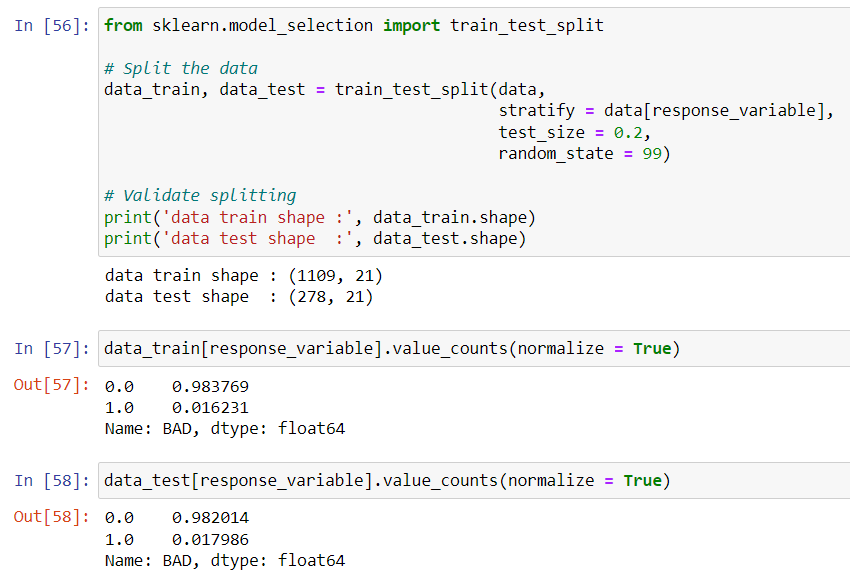 In [56]: from sklearn.model_selection import train_test_split
# Split the data
data_train, data_test = train_test_split(data,
stratify = data[response_variable],
test_size = 0.2,
random_state = 99)
# Validate splitting
print('data train shape :', data_train.shape)
print('data test shape  :', data_test.shape)
data train shape : (1109, 21)
data test shape  : (278, 21)
In [57]: data_train[response_variable].value_counts(normalize = True)
Out[57]: 0.0    0.983769
1.0    0.016231
Name: BAD, dtype: float64
In [58]: data_test[response_variable].value_counts(normalize = True)
Out[58]: 0.0    0.982014
1.0    0.017986
Name: BAD, dtype: float64